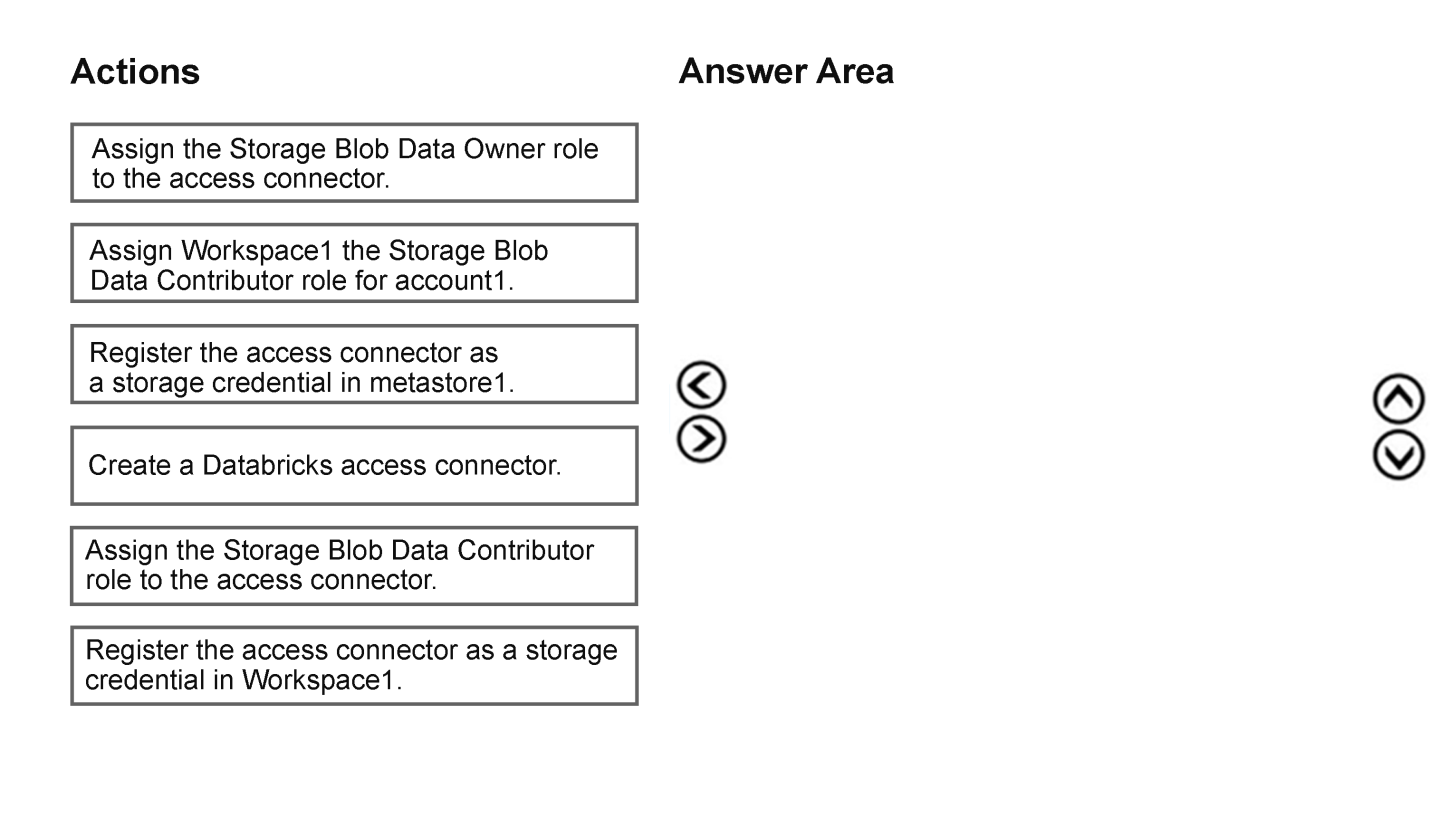 Actions
Answer Area
Assign the Storage Blob Data Owner role
to the access connector.
Assign Workspace1 the Storage Blob
Data Contributor role for account1.
Register the access connector as
a storage credential in metastore1.
Create a Databricks access connector.
Assign the Storage Blob Data Contributor
role to the access connector.
Register the access connector as a storage
credential in Workspace1.